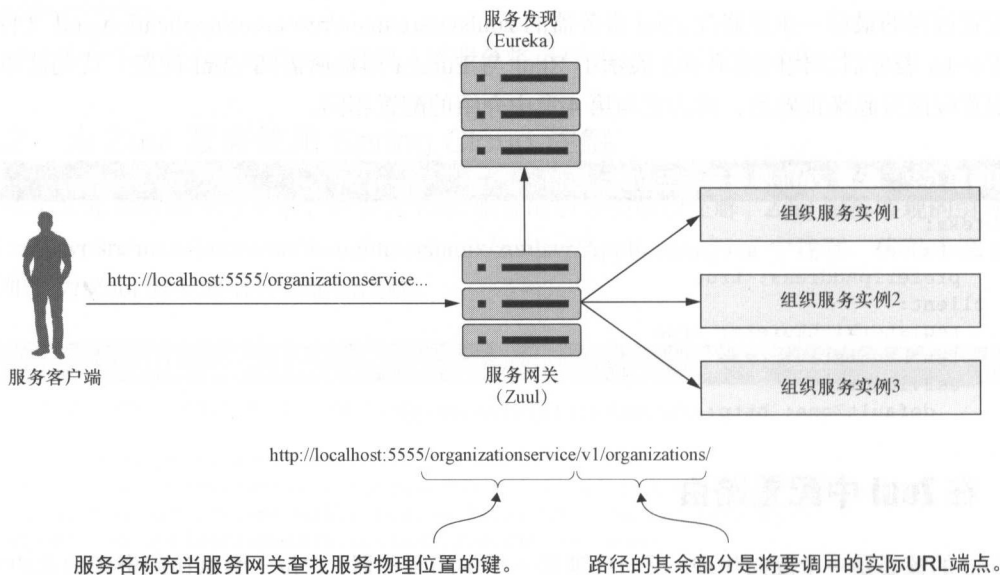 服务发现
（Eureka）
组织服务实例1
http://localhost:5555/organizationservice...
组织服务实例2
服务客户端
服务网关
（Zuul）
组织服务实例3
http://localhost:5555/organizationservice/v1/organizations/
服务名称充当服务网关查找服务物理位置的键。
路径的其余部分是将要调用的实际URL端点。